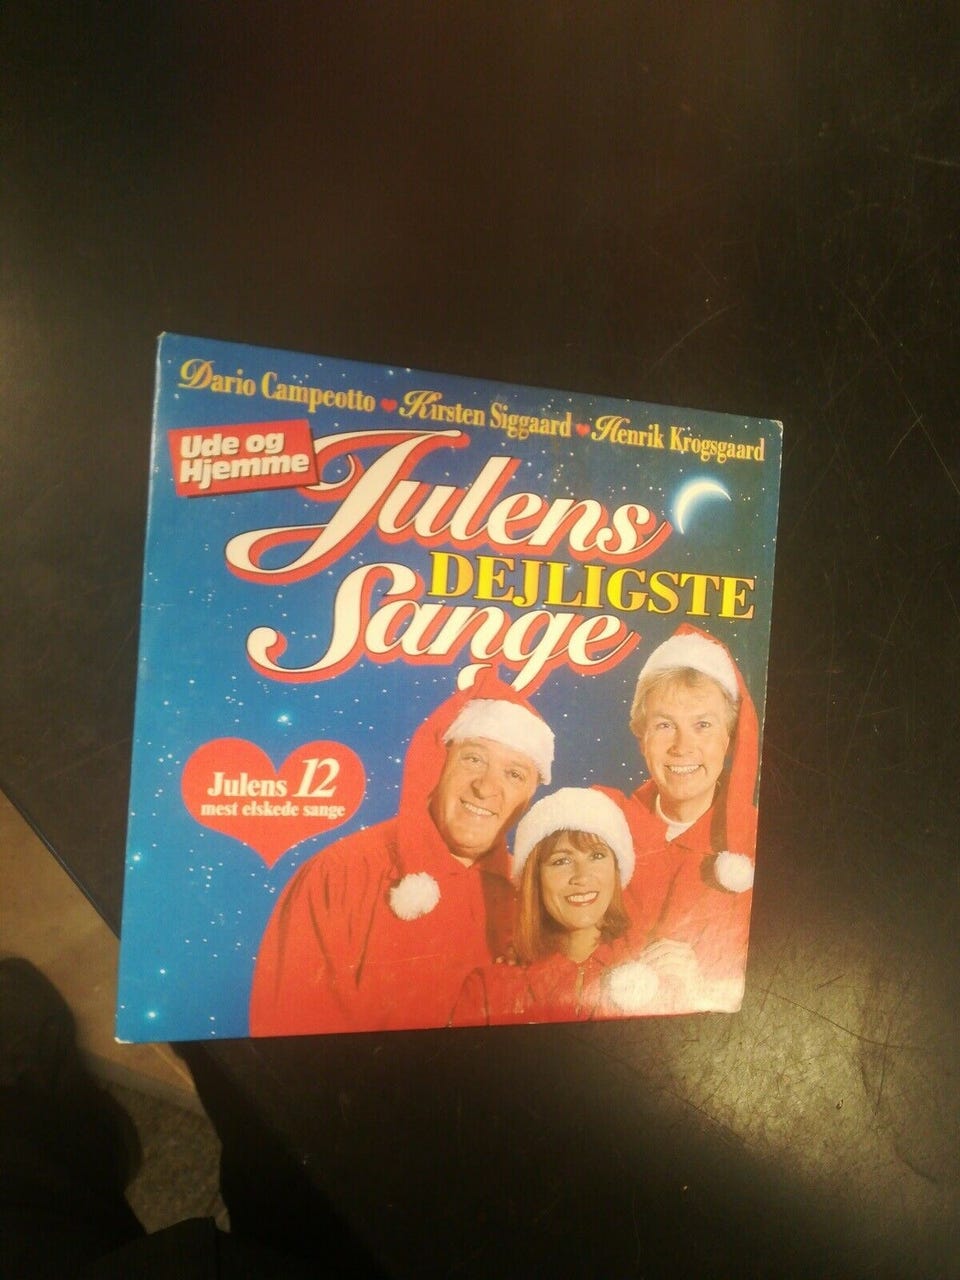 Dario Campeotto ♥ Kirsten Siggaard ♥ Henrik Krogsgaard
Ude og
Hjemme
Julens
DEJLIGSTE
Sange
Julens 12
mest elskede sange